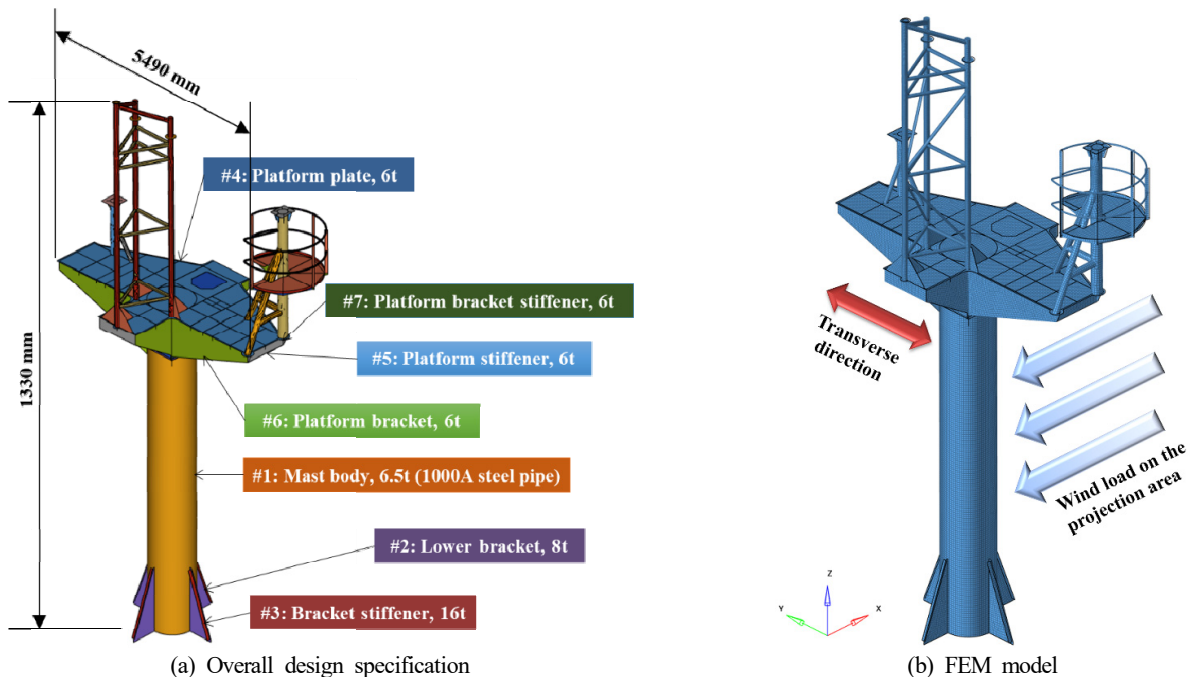 5490 mm
1330 mm
#4: Platform plate, 6t
#7: Platform bracket stiffener, 6t
#5: Platform stiffener, 6t
#6: Platform bracket, 6t
#1: Mast body, 6.5t (1000A steel pipe)
#2: Lower bracket, 8t
#3: Bracket stiffener, 16t
(a) Overall design specification
Transverse
direction
Wind load on the
projection area
Z
Y
X
(b) FEM model